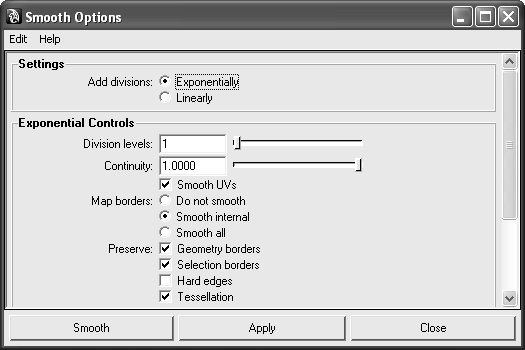 Smooth Options
Edit Help
Settings
Add divisions: Exponentially
Linearly
Exponential Controls
Division levels: 1
Continuity: 1.0000
Smooth UVs
Map borders: Do not smooth
Smooth internal
Smooth all
Preserve: Geometry borders
Selection borders
Hard edges
Tessellation
Smooth Apply Close